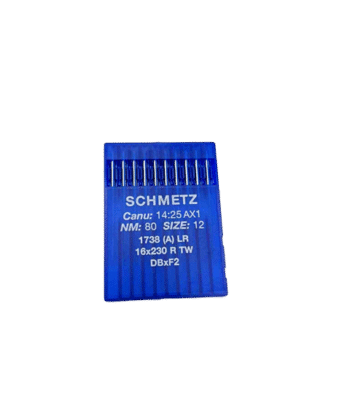 SCHMETZ
Canu: 14:25 AX1
NM: 80 SIZE: 12
1738 (A) LR
16x230 R TW
DBxF2